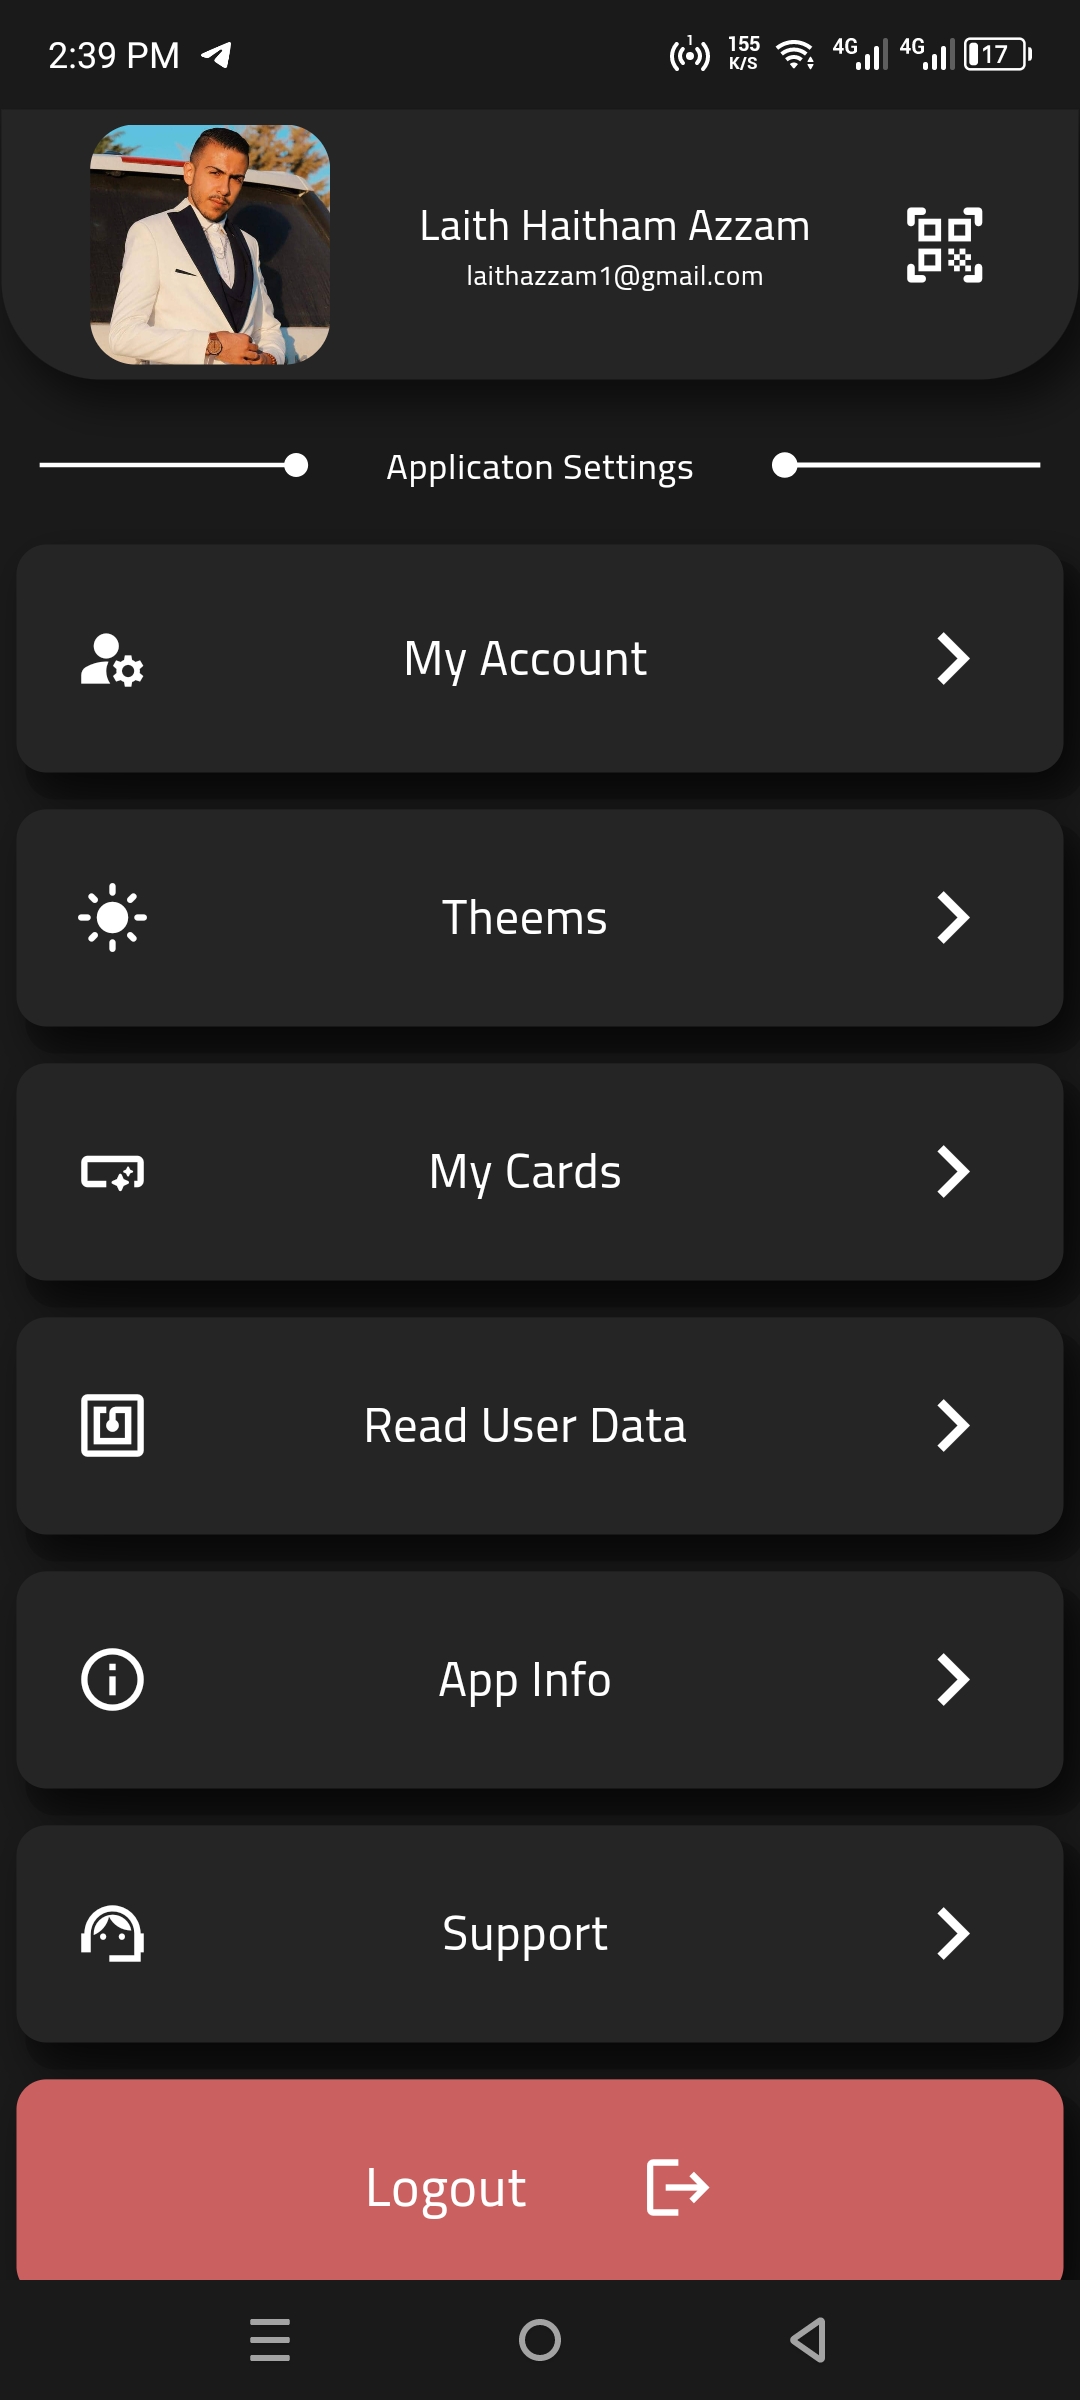 2:39 PM 1 155 K/S 4G 4G 17
Laith Haitham Azzam
laithazzam1@gmail.com
Applicaton Settings
My Account
Theems
My Cards
Read User Data
App Info
Support
Logout